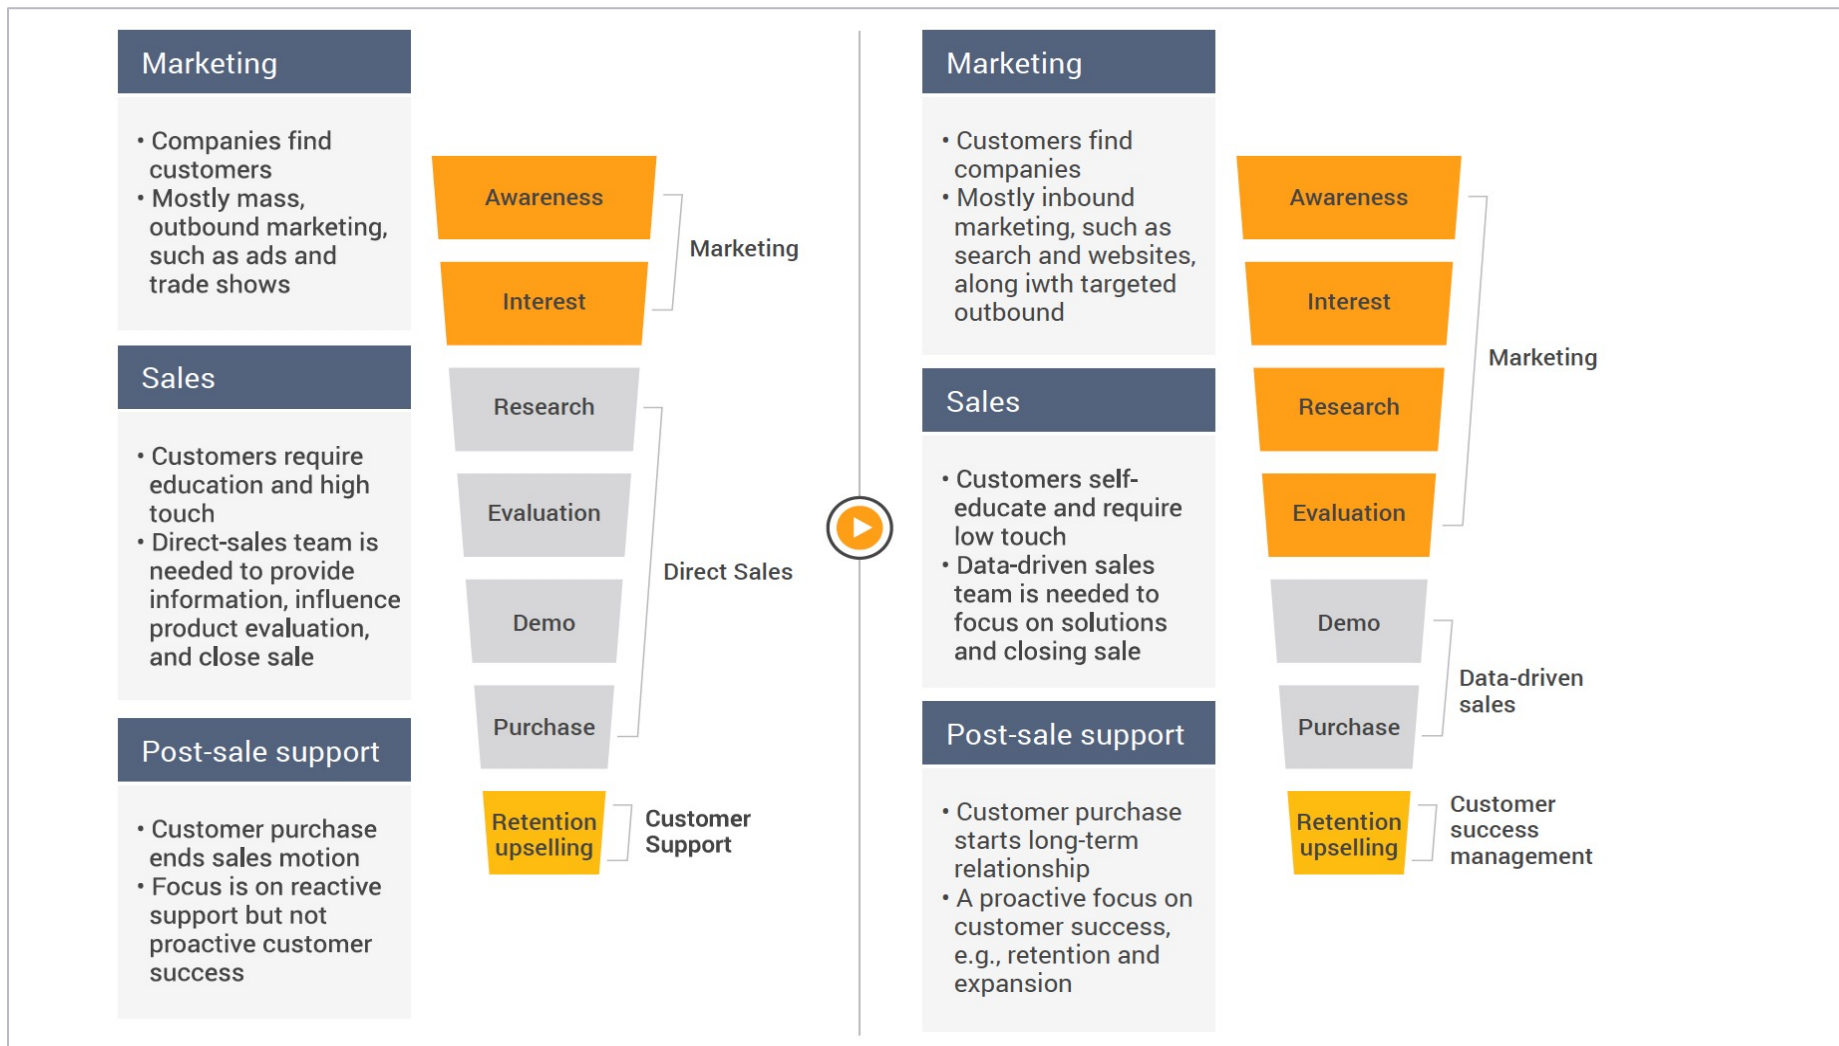 Marketing
• Companies find
customers
• Mostly mass,
outbound marketing,
such as ads and
trade shows
Sales
• Customers require
education and high
touch
• Direct-sales team is
needed to provide
information, influence
product evaluation,
and close sale
Post-sale support
• Customer purchase
ends sales motion
• Focus is on reactive
support but not
proactive customer
success
Awareness
Interest
Marketing
Research
Evaluation
Demo
Purchase
Direct Sales
Retention
upselling
Customer
Support
Marketing
• Customers find
companies
• Mostly inbound
marketing, such as
search and websites,
along iwth targeted
outbound
Sales
• Customers self-
educate and require
low touch
• Data-driven sales
team is needed to
focus on solutions
and closing sale
Post-sale support
• Customer purchase
starts long-term
relationship
• A proactive focus on
customer success,
e.g., retention and
expansion
Awareness
Interest
Research
Evaluation
Marketing
Demo
Purchase
Data-driven
sales
Retention
upselling
Customer
success
management